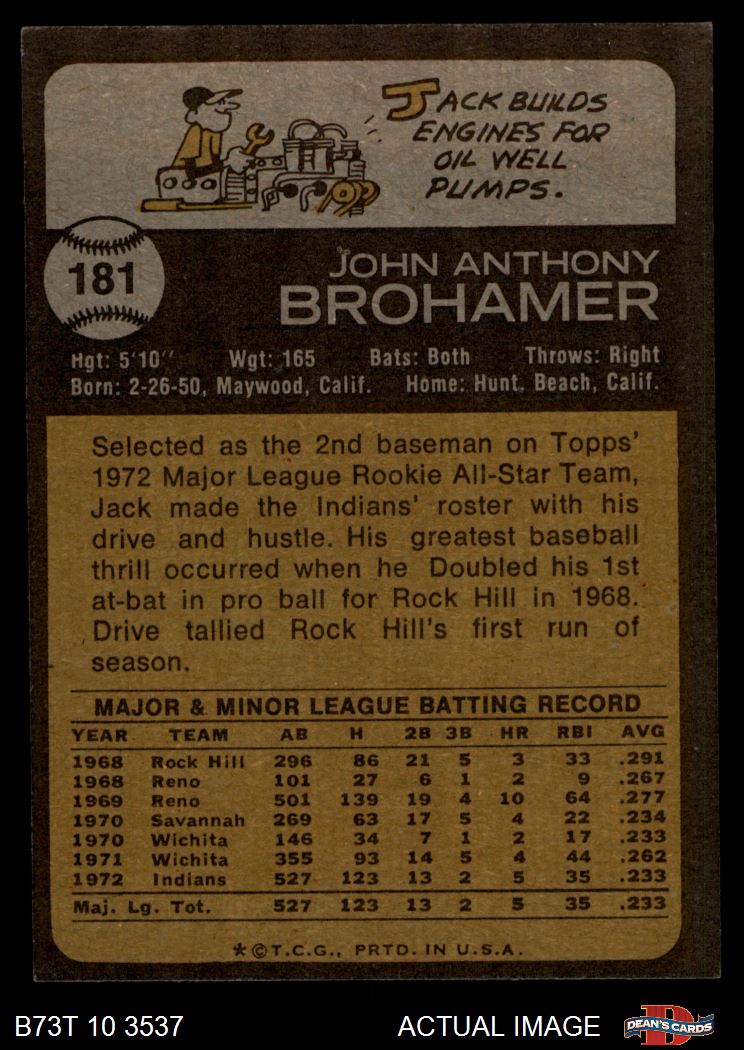 JACK BUILDS
ENGINES FOR
OIL WELL
PUMPS.
181
JOHN ANTHONY
BROHAMER
Hgt: 5'10" Wgt: 165 Bats: Both Throws: Right
Born: 2-26-50, Maywood, Calif. Home: Hunt. Beach, Calif.
Selected as the 2nd baseman on Topps'
1972 Major League Rookie All-Star Team,
Jack made the Indians' roster with his
drive and hustle. His greatest baseball
thrill occurred when he Doubled his 1st
at-bat in pro ball for Rock Hill in 1968.
Drive tallied Rock Hill's first run of
season.
MAJOR & MINOR LEAGUE BATTING RECORD
YEAR TEAM AB H 2B 3B HR RBI AVG
1968 Rock Hill 296 86 21 5 3 33 .291
1968 Reno 101 27 6 1 2 9 .267
1969 Reno 501 139 19 4 10 64 .277
1970 Savannah 269 63 17 5 4 22 .234
1970 Wichita 146 34 7 1 2 17 .233
1971 Wichita 355 93 14 5 4 44 .262
1972 Indians 527 123 13 2 5 35 .233
Maj. Lg. Tot. 527 123 13 2 5 35 .233
*©T.C.G., PRTD. IN U.S.A.
B73T 10 3537 ACTUAL IMAGE DEAN'S CARDS